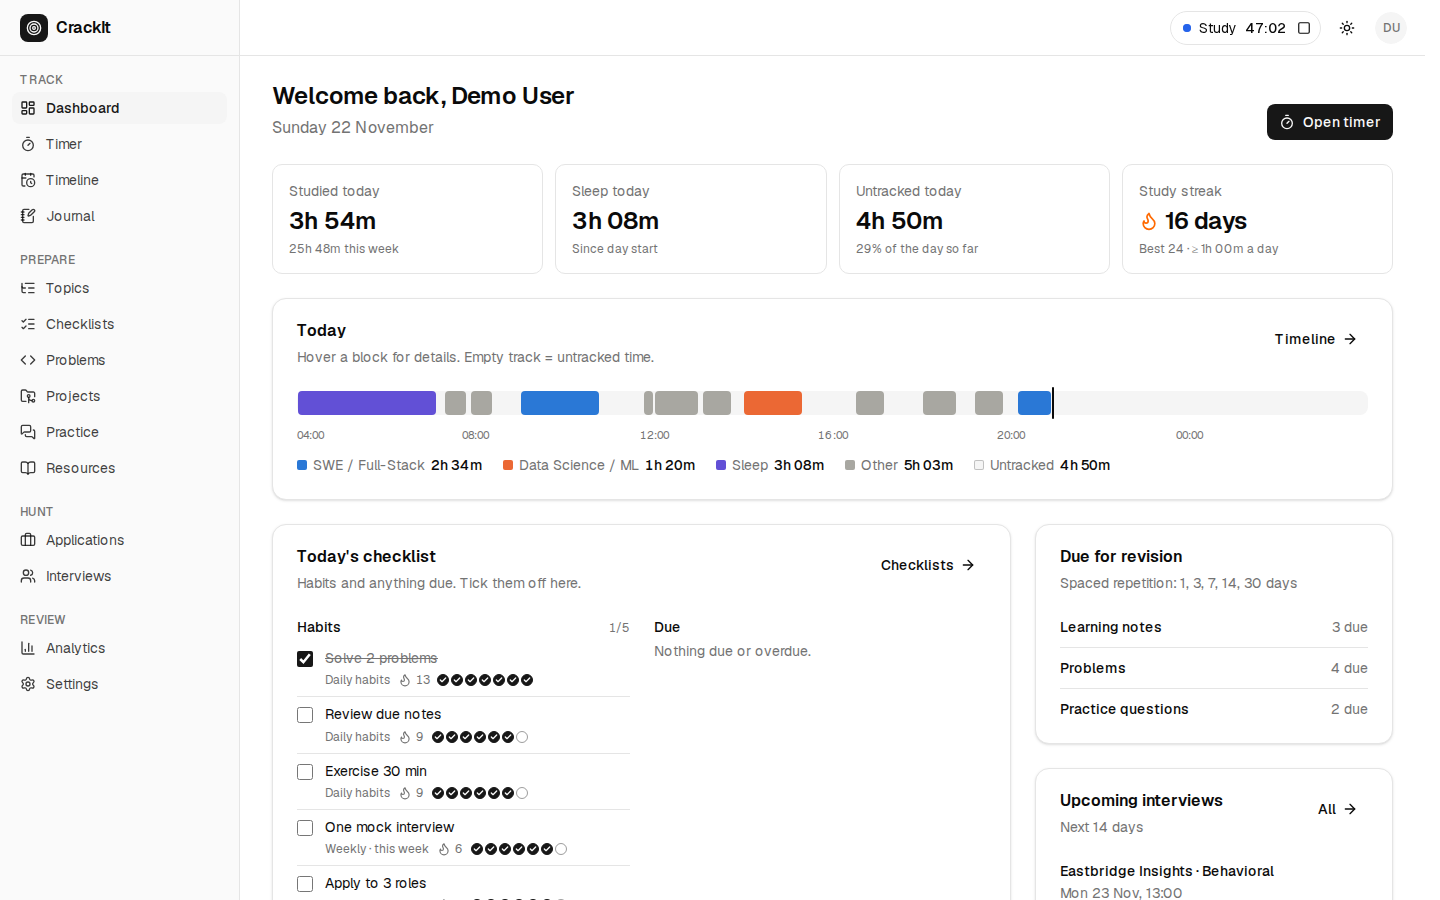 CrackIt
Study 47:02
DU
TRACK
Dashboard
Timer
Timeline
Journal
PREPARE
Topics
Checklists
Problems
Projects
Practice
Resources
HUNT
Applications
Interviews
REVIEW
Analytics
Settings
Welcome back, Demo User
Sunday 22 November
Open timer
Studied today
3h 54m
25h 48m this week
Sleep today
3h 08m
Since day start
Untracked today
4h 50m
29% of the day so far
Study streak
16 days
Best 24 · ≥ 1h 00m a day
Today
Hover a block for details. Empty track = untracked time.
Timeline
04:00 08:00 12:00 16:00 20:00 00:00
SWE / Full-Stack 2h 34m Data Science / ML 1h 20m Sleep 3h 08m Other 5h 03m Untracked 4h 50m
Today's checklist
Habits and anything due. Tick them off here.
Checklists
Habits 1/5
Solve 2 problems
Daily habits 13
Review due notes
Daily habits 9
Exercise 30 min
Daily habits 9
One mock interview
Weekly · this week 6
Apply to 3 roles
Due
Nothing due or overdue.
Due for revision
Spaced repetition: 1, 3, 7, 14, 30 days
Learning notes 3 due
Problems 4 due
Practice questions 2 due
Upcoming interviews
Next 14 days
All
Eastbridge Insights · Behavioral
Mon 23 Nov, 13:00